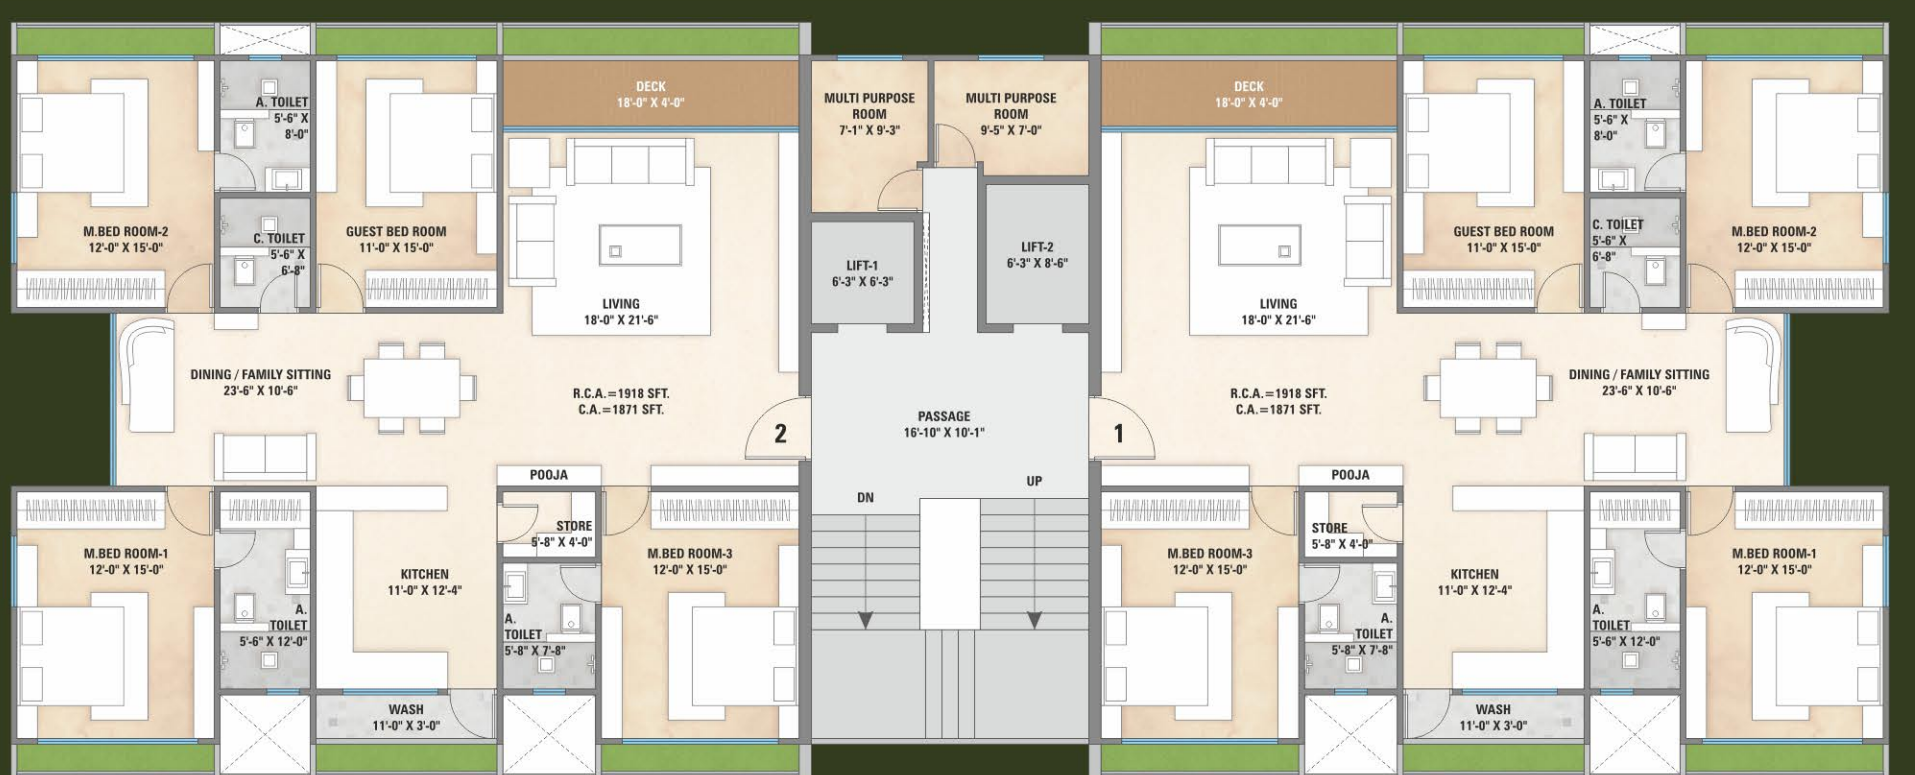 DECK
18'-0" X 4'-0"
MULTI PURPOSE
ROOM
7'-1" X 9'-3"
MULTI PURPOSE
ROOM
9'-5" X 7'-0"
DECK
18'-0" X 4'-0"
A. TOILET
5'-6" X
8'-0"
A. TOILET
5'-6" X
8'-0"
M.BED ROOM-2
12'-0" X 15'-0"
C. TOILET
5'-6" X
6'-8"
GUEST BED ROOM
11'-0" X 15'-0"
LIFT-1
6'-3" X 6'-3"
LIFT-2
6'-3" X 8'-6"
GUEST BED ROOM
11'-0" X 15'-0"
C. TOILET
5'-6" X
6'-8"
M.BED ROOM-2
12'-0" X 15'-0"
LIVING
18'-0" X 21'-6"
LIVING
18'-0" X 21'-6"
DINING / FAMILY SITTING
23'-6" X 10'-6"
R.C.A.=1918 SFT.
C.A.=1871 SFT.
2
PASSAGE
16'-10" X 10'-1"
1
R.C.A.=1918 SFT.
C.A.=1871 SFT.
DINING / FAMILY SITTING
23'-6" X 10'-6"
POOJA
DN
UP
POOJA
M.BED ROOM-1
12'-0" X 15'-0"
A.
TOILET
5'-6" X 12'-0"
KITCHEN
11'-0" X 12'-4"
STORE
5'-8" X 4'-0"
A.
TOILET
5'-8" X 7'-8"
M.BED ROOM-3
12'-0" X 15'-0"
M.BED ROOM-3
12'-0" X 15'-0"
STORE
5'-8" X 4'-0"
A.
TOILET
5'-8" X 7'-8"
KITCHEN
11'-0" X 12'-4"
A.
TOILET
5'-6" X 12'-0"
M.BED ROOM-1
12'-0" X 15'-0"
WASH
11'-0" X 3'-0"
WASH
11'-0" X 3'-0"